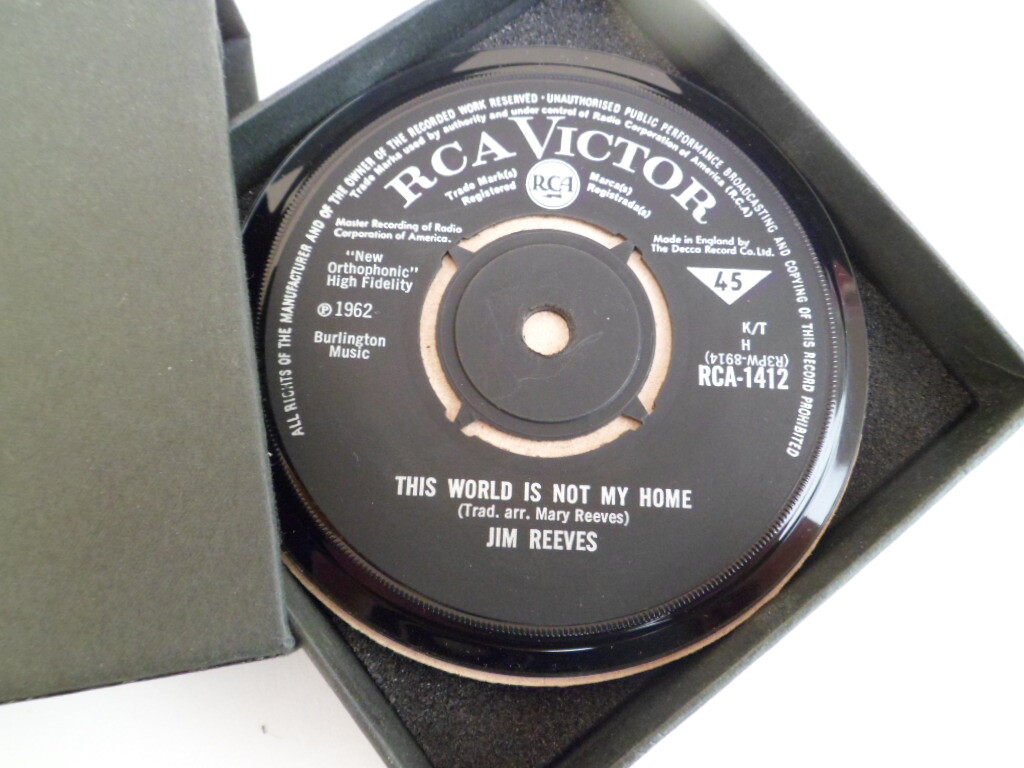 ALL RIGHTS OF THE MANUFACTURER AND OF THE OWNER OF THE RECORDED WORK RESERVED · UNAUTHORISED PUBLIC PERFORMANCE BROADCASTING AND COPYING OF THIS RECORD PROHIBITED
Trade Marks used by authority and under control of Radio Corporation of America (R.C.A)
RCA VICTOR
Trade Mark(s)
Registered
RCA
Marca(s)
Registrada(s)
Master Recording of Radio
Corporation of America.
Made in England by
The Decca Record Co. Ltd.
"New
Orthophonic"
High Fidelity
45
℗ 1962
Burlington
Music
K/T
H
(R3PW-8914)
RCA-1412
THIS WORLD IS NOT MY HOME
(Trad. arr. Mary Reeves)
JIM REEVES